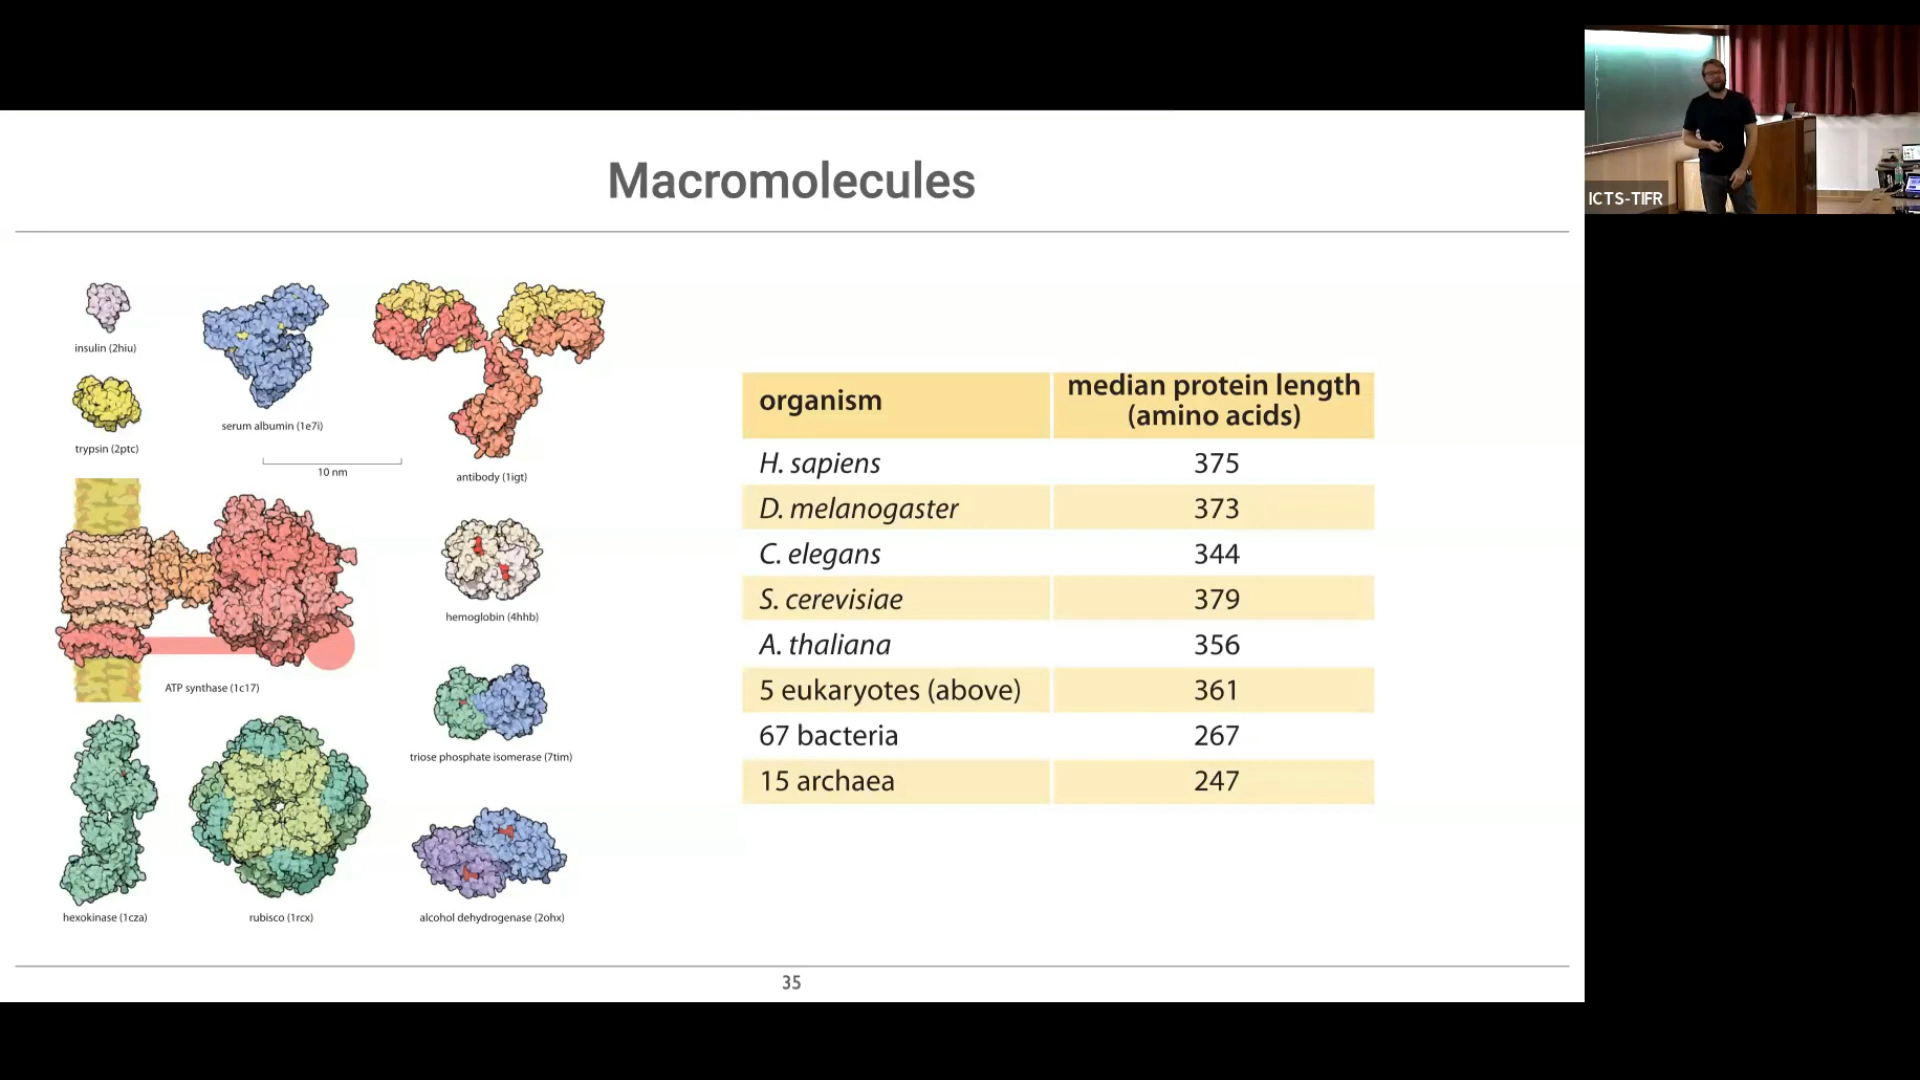 Macromolecules
ICTS-TIFR
insulin (2hiu)
serum albumin (1e7i)
trypsin (2ptc)
10 nm
antibody (1igt)
hemoglobin (4hhb)
ATP synthase (1c17)
triose phosphate isomerase (7tim)
hexokinase (1cza)
rubisco (1rcx)
alcohol dehydrogenase (2ohx)
organism
median protein length
(amino acids)
H. sapiens 375
D. melanogaster 373
C. elegans 344
S. cerevisiae 379
A. thaliana 356
5 eukaryotes (above) 361
67 bacteria 267
15 archaea 247
35